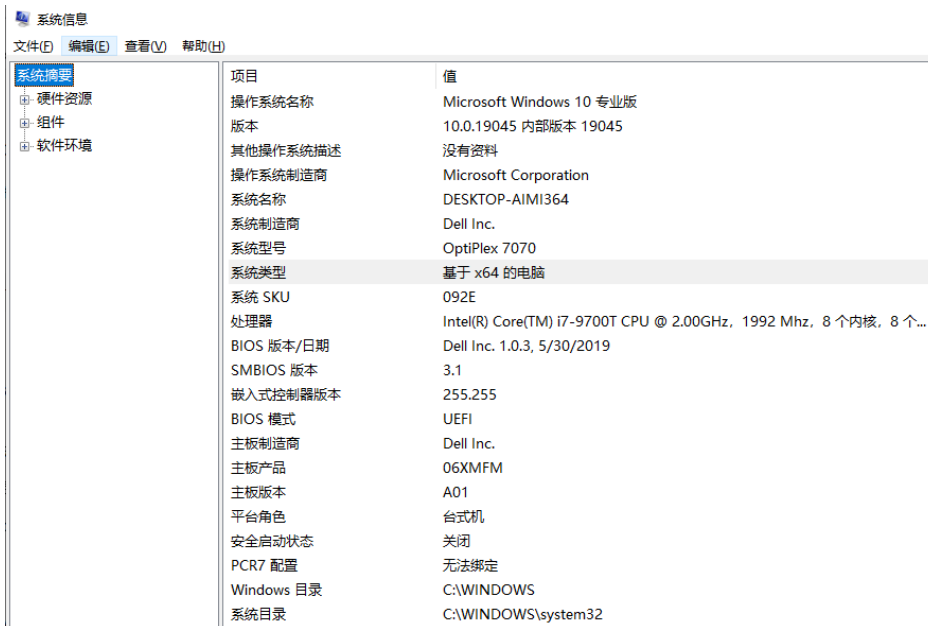 系统信息
文件(F) 编辑(E) 查看(V) 帮助(H)
系统摘要
硬件资源
组件
软件环境
项目 值
操作系统名称 Microsoft Windows 10 专业版
版本 10.0.19045 内部版本 19045
其他操作系统描述 没有资料
操作系统制造商 Microsoft Corporation
系统名称 DESKTOP-AIMI364
系统制造商 Dell Inc.
系统型号 OptiPlex 7070
系统类型 基于 x64 的电脑
系统 SKU 092E
处理器 Intel(R) Core(TM) i7-9700T CPU @ 2.00GHz，1992 Mhz，8 个内核，8 个...
BIOS 版本/日期 Dell Inc. 1.0.3, 5/30/2019
SMBIOS 版本 3.1
嵌入式控制器版本 255.255
BIOS 模式 UEFI
主板制造商 Dell Inc.
主板产品 06XMFM
主板版本 A01
平台角色 台式机
安全启动状态 关闭
PCR7 配置 无法绑定
Windows 目录 C:\WINDOWS
系统目录 C:\WINDOWS\system32